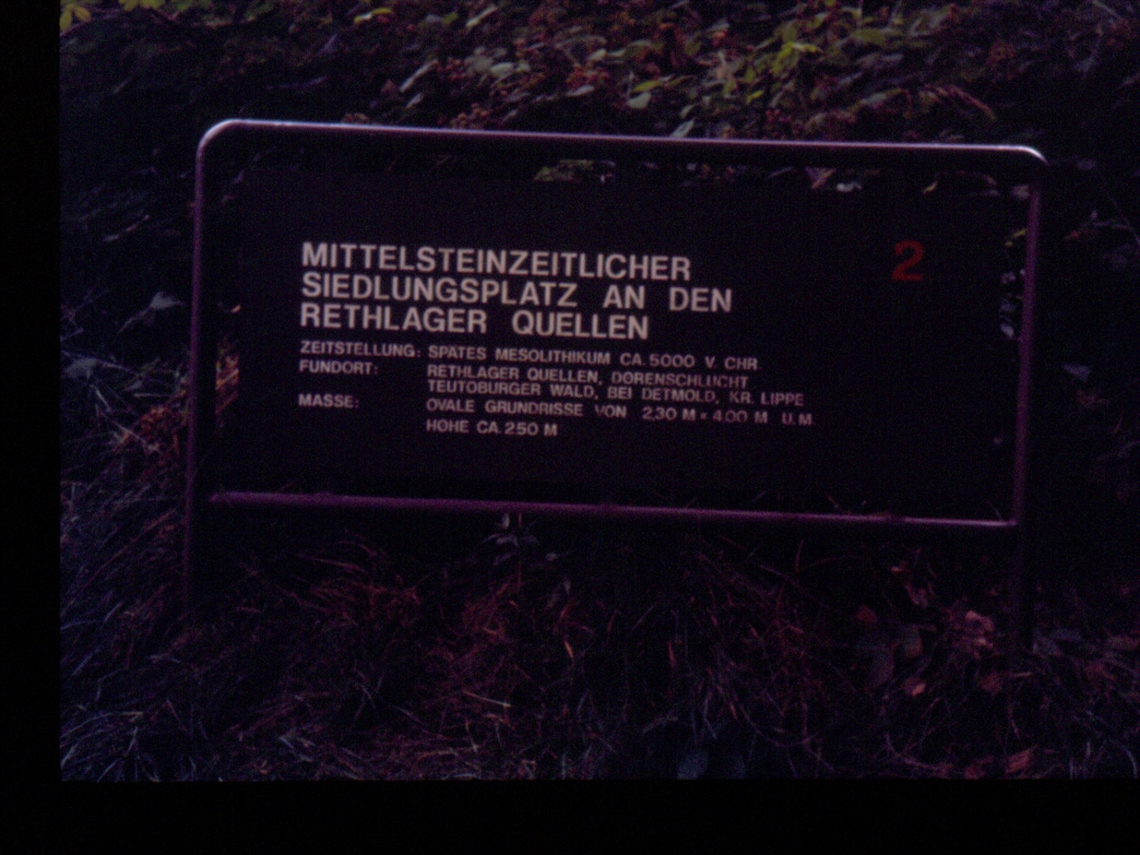 MITTELSTEINZEITLICHER
SIEDLUNGSPLATZ AN DEN
RETHLAGER QUELLEN
2
ZEITSTELLUNG: SPÄTES MESOLITHIKUM CA. 5000 V. CHR.
FUNDORT: RETHLAGER QUELLEN, DÖRENSCHLUCHT
TEUTOBURGER WALD, BEI DETMOLD, KR. LIPPE
MASSE: OVALE GRUNDRISSE VON 2,30 M × 4,00 M U. M.
HÖHE CA. 2.50 M